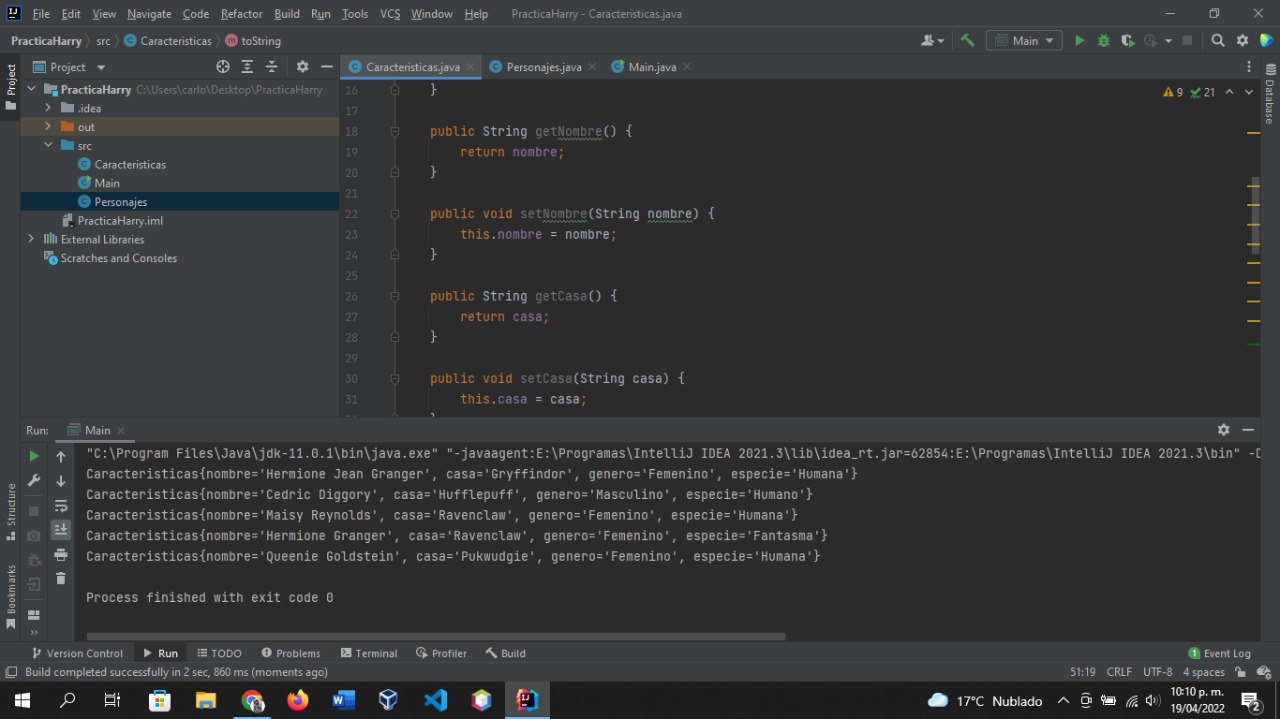 File Edit View Navigate Code Refactor Build Run Tools VCS Window Help PracticaHarry - Caracteristicas.java
PracticaHarry src Caracteristicas toString Main
Project Caracteristicas.java Personajes.java Main.java
Project
Database
PracticaHarry C:\Users\carlo\Desktop\PracticaHarry
.idea
out
src
Caracteristicas
Main
Personajes
PracticaHarry.iml
External Libraries
Scratches and Consoles
9 21
16 }
17
18 public String getNombre() {
19 return nombre;
20 }
21
22 public void setNombre(String nombre) {
23 this.nombre = nombre;
24 }
25
26 public String getCasa() {
27 return casa;
28 }
29
30 public void setCasa(String casa) {
31 this.casa = casa;
Run: Main
"C:\Program Files\Java\jdk-11.0.1\bin\java.exe" "-javaagent:E:\Programas\IntelliJ IDEA 2021.3\lib\idea_rt.jar=62854:E:\Programas\IntelliJ IDEA 2021.3\bin" -D
Caracteristicas{nombre='Hermione Jean Granger', casa='Gryffindor', genero='Femenino', especie='Humana'}
Caracteristicas{nombre='Cedric Diggory', casa='Hufflepuff', genero='Masculino', especie='Humano'}
Caracteristicas{nombre='Maisy Reynolds', casa='Ravenclaw', genero='Femenino', especie='Humana'}
Caracteristicas{nombre='Hermione Granger', casa='Ravenclaw', genero='Femenino', especie='Fantasma'}
Caracteristicas{nombre='Queenie Goldstein', casa='Pukwudgie', genero='Femenino', especie='Humana'}
Process finished with exit code 0
Structure
Bookmarks
Version Control Run TODO Problems Terminal Profiler Build 1 Event Log
Build completed successfully in 2 sec, 860 ms (moments ago) 51:19 CRLF UTF-8 4 spaces
17°C Nublado
10:10 p. m.
19/04/2022
2